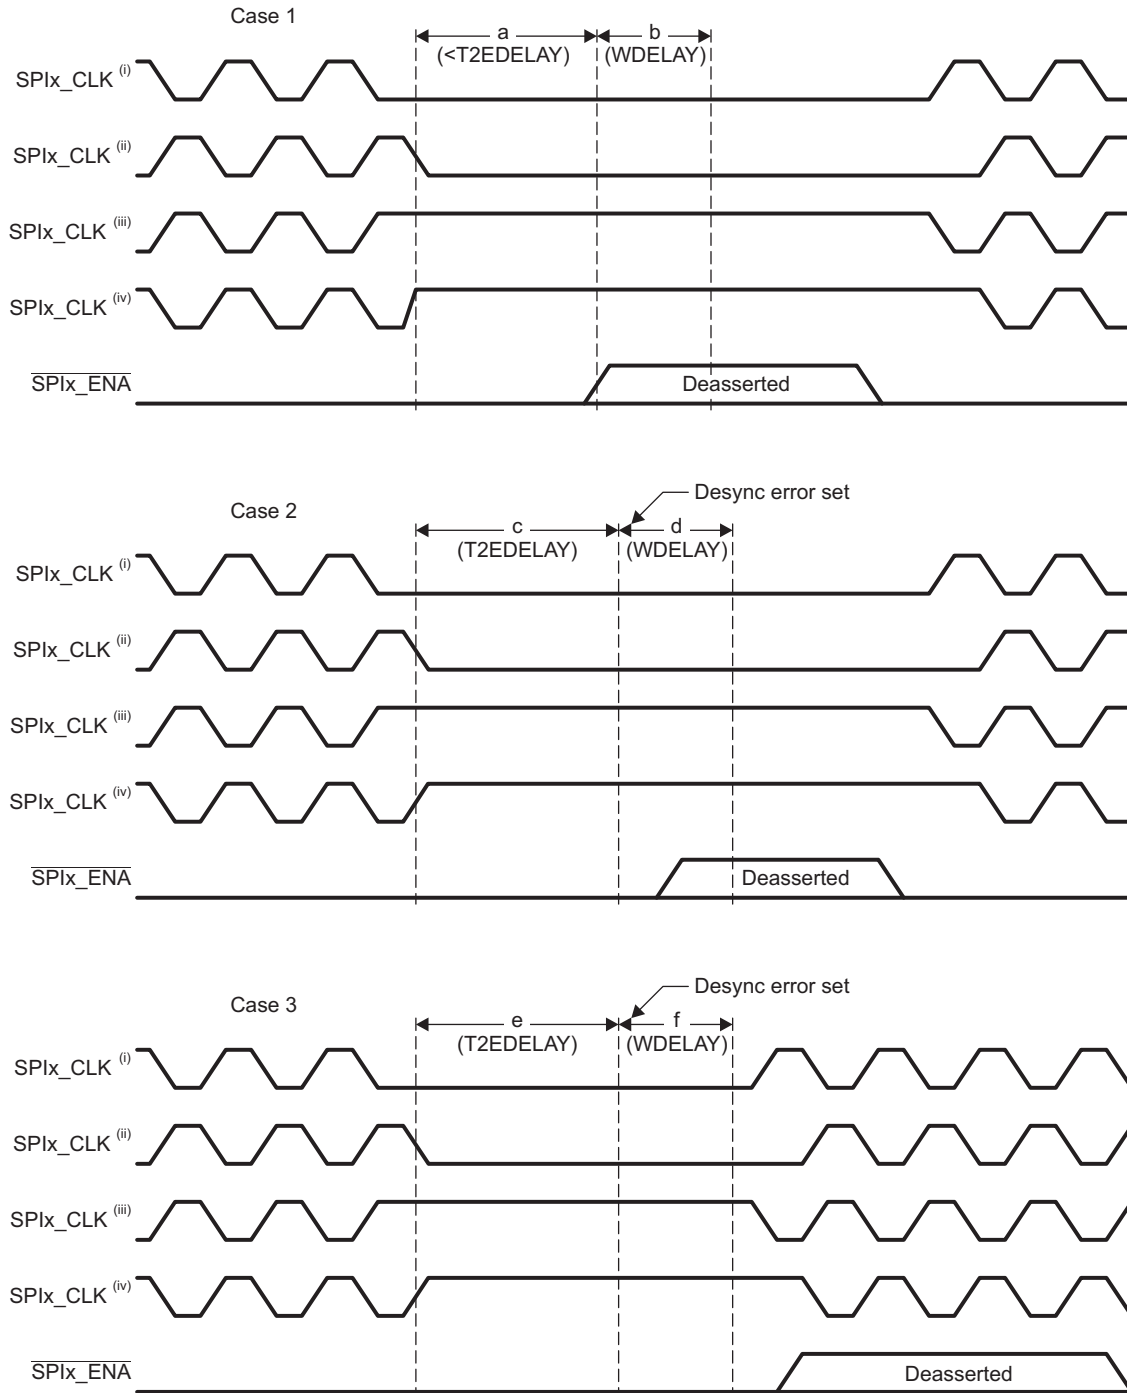 Case 1
a
b
(<T2EDELAY)
(WDELAY)
SPIx_CLK (i)
SPIx_CLK (ii)
SPIx_CLK (iii)
SPIx_CLK (iv)
SPIx_ENA
Deasserted
Desync error set
Case 2
c
d
(T2EDELAY)
(WDELAY)
SPIx_CLK (i)
SPIx_CLK (ii)
SPIx_CLK (iii)
SPIx_CLK (iv)
SPIx_ENA
Deasserted
Desync error set
Case 3
e
f
(T2EDELAY)
(WDELAY)
SPIx_CLK (i)
SPIx_CLK (ii)
SPIx_CLK (iii)
SPIx_CLK (iv)
SPIx_ENA
Deasserted